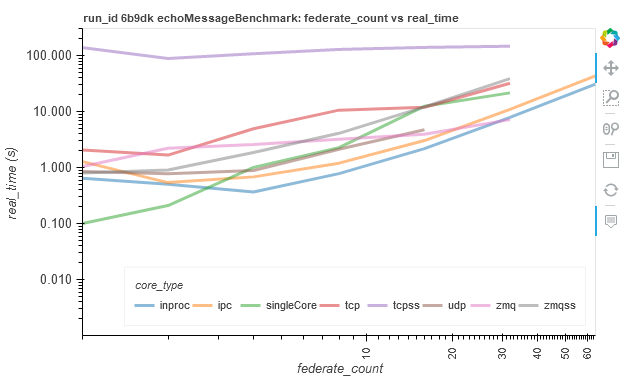 run_id 6b9dk echoMessageBenchmark: federate_count vs real_time
real_time (s)
100.000
10.000
1.000
0.100
0.010
core_type
inproc ipc singleCore tcp tcpss udp zmq zmqss
10 20 30 40 50 60
federate_count